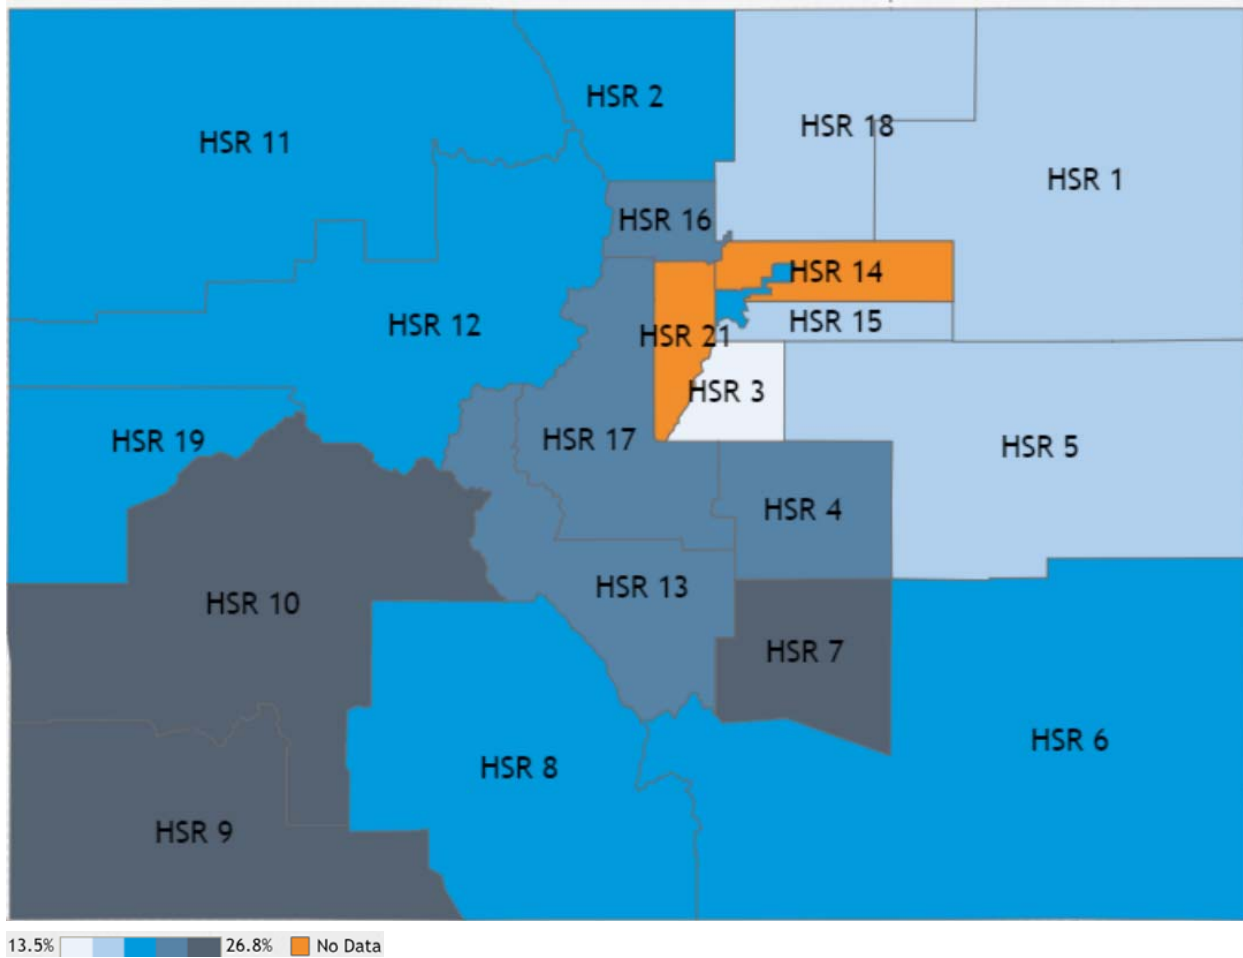 HSR 2
HSR 18
HSR 11
HSR 1
HSR 16
HSR 14
HSR 15
HSR 12
HSR 21
HSR 3
HSR 19
HSR 17
HSR 5
HSR 4
HSR 13
HSR 10
HSR 7
HSR 6
HSR 8
HSR 9
13.5% 26.8% No Data